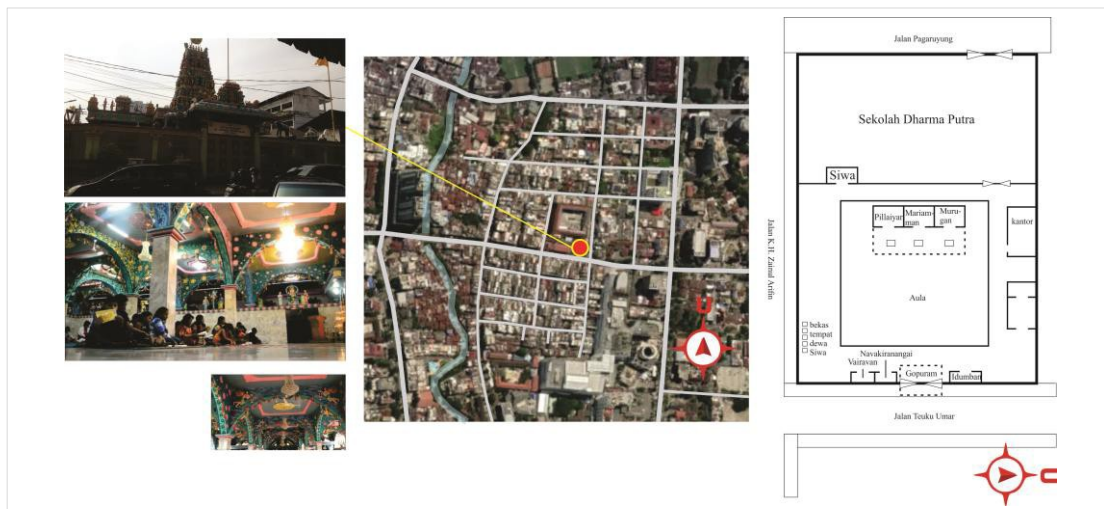 U
Jalan Pagaruyung
Sekolah Dharma Putra
Siwa
Pillaiyar
Mariam-
man
Muru-
gan
kantor
Jalan K.H. Zainul Arifin
Aula
bekas
tempat
dewa
Siwa
Navakiranangai
Vairavan
Gopuram
Idumban
Jalan Teuku Umar
U